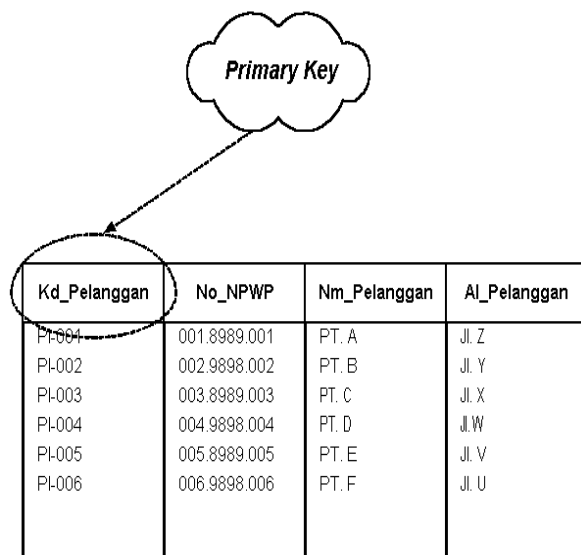 Primary Key
Kd_Pelanggan No_NPWP Nm_Pelanggan Al_Pelanggan
Pl-001 001.8989.001 PT. A Jl. Z
Pl-002 002.9898.002 PT. B Jl. Y
Pl-003 003.8989.003 PT. C Jl. X
Pl-004 004.9898.004 PT. D Jl.W
Pl-005 005.8989.005 PT. E Jl. V
Pl-006 006.9898.006 PT. F Jl. U